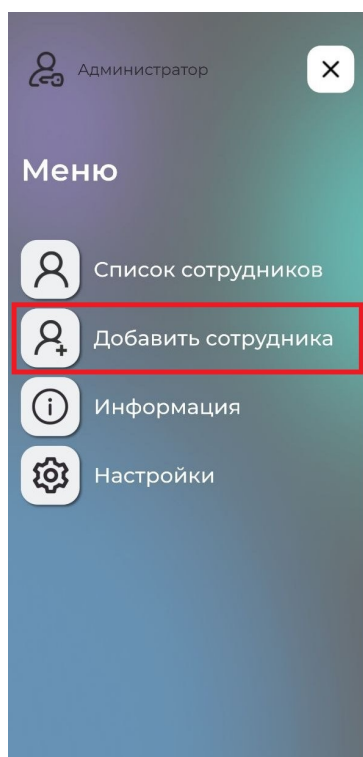 Администратор
Меню
Список сотрудников
Добавить сотрудника
Информация
Настройки